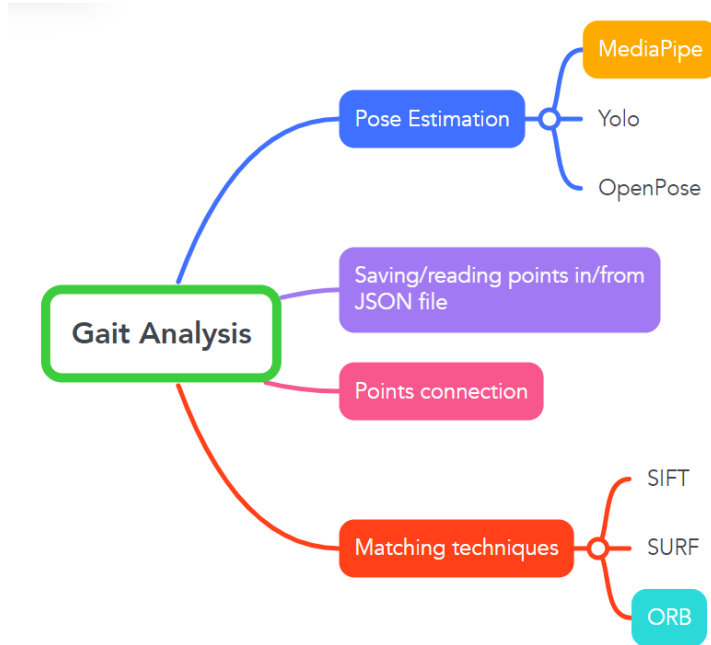 Gait Analysis
Pose Estimation
MediaPipe
Yolo
OpenPose
Saving/reading points in/from
JSON file
Points connection
Matching techniques
SIFT
SURF
ORB